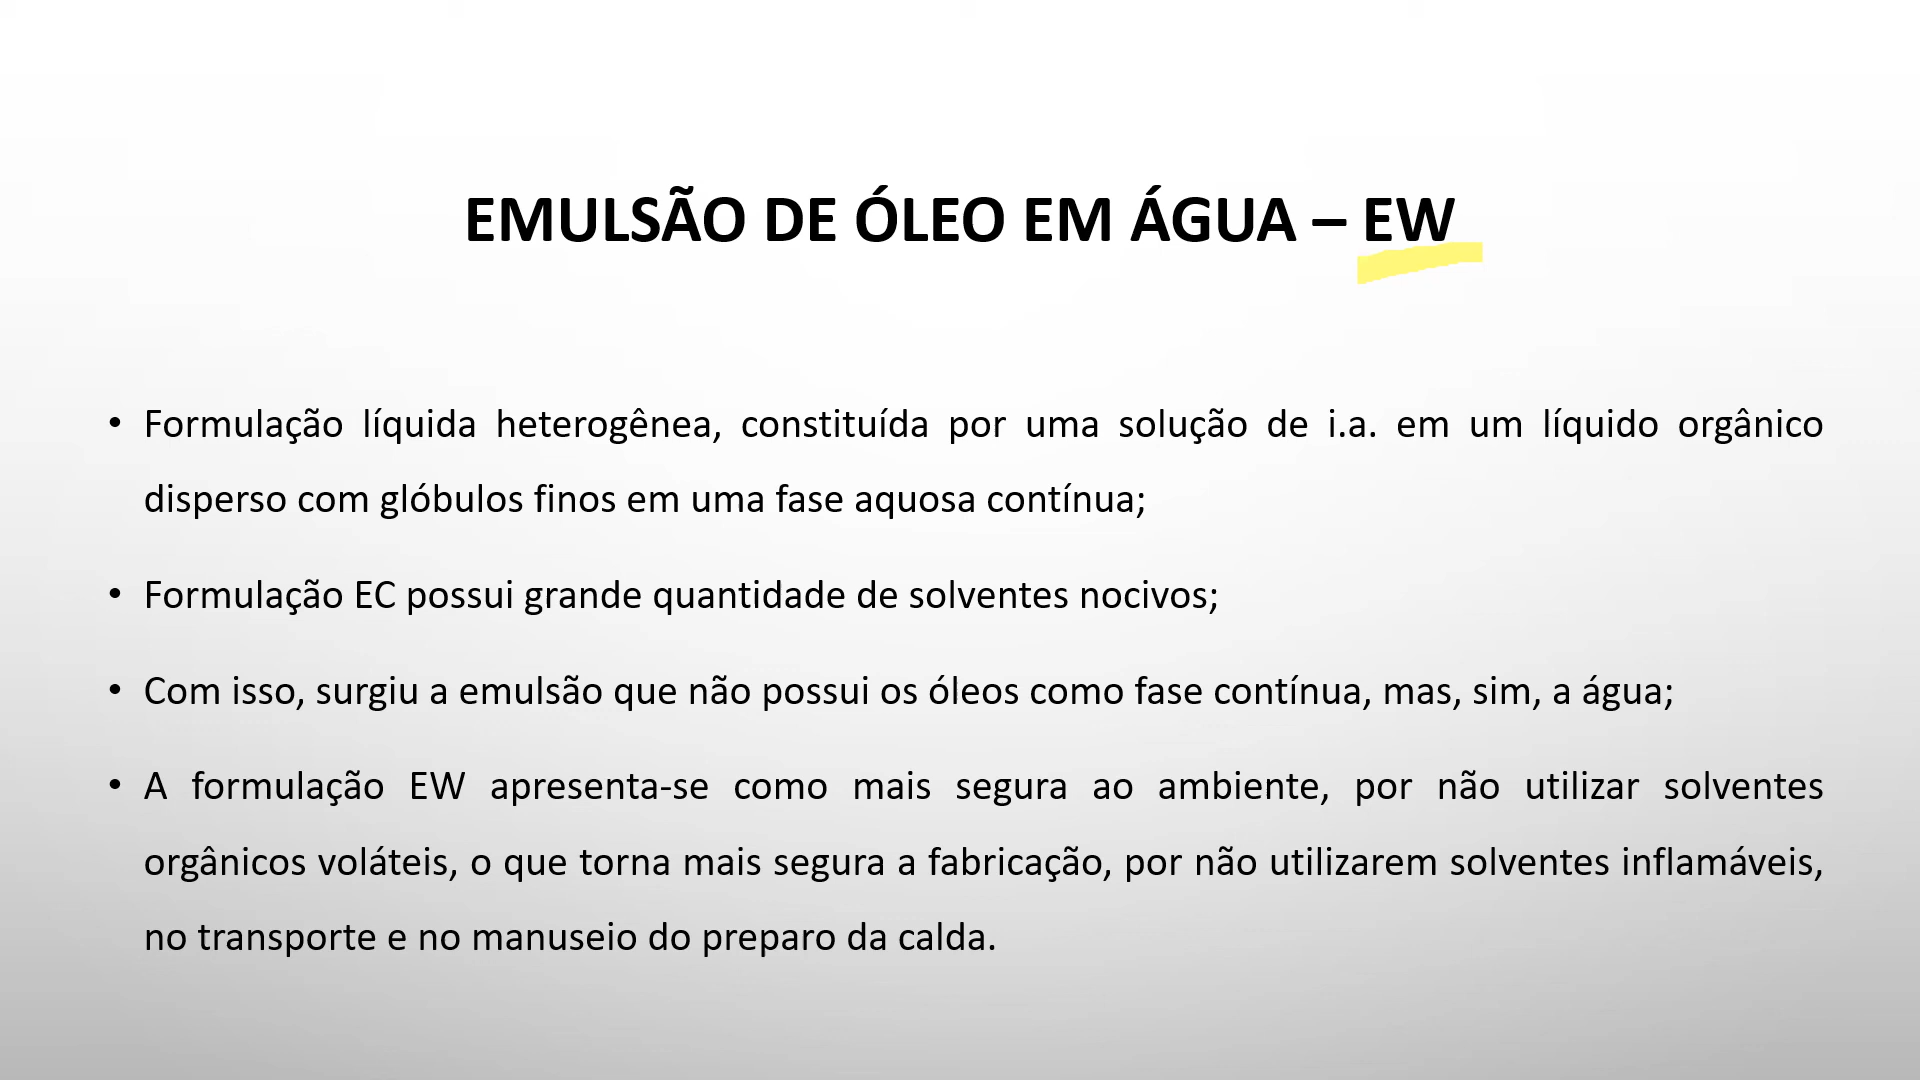 EMULSÃO DE ÓLEO EM ÁGUA – EW
• Formulação líquida heterogênea, constituída por uma solução de i.a. em um líquido orgânico
disperso com glóbulos finos em uma fase aquosa contínua;
• Formulação EC possui grande quantidade de solventes nocivos;
• Com isso, surgiu a emulsão que não possui os óleos como fase contínua, mas, sim, a água;
• A formulação EW apresenta-se como mais segura ao ambiente, por não utilizar solventes
orgânicos voláteis, o que torna mais segura a fabricação, por não utilizarem solventes inflamáveis,
no transporte e no manuseio do preparo da calda.